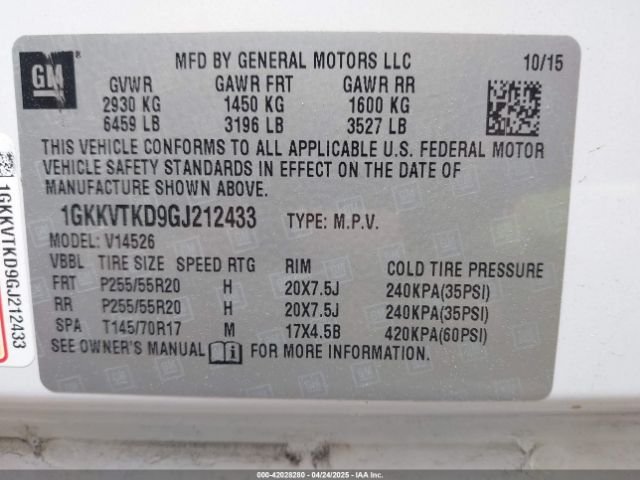 GM
MFD BY GENERAL MOTORS LLC 10/15
GVWR GAWR FRT GAWR RR
2930 KG 1450 KG 1600 KG
6459 LB 3196 LB 3527 LB
THIS VEHICLE CONFORMS TO ALL APPLICABLE U.S. FEDERAL MOTOR
VEHICLE SAFETY STANDARDS IN EFFECT ON THE DATE OF
MANUFACTURE SHOWN ABOVE.
1GKKVTKD9GJ212433 TYPE: M.P.V.
MODEL: V14526
VBBL TIRE SIZE SPEED RTG RIM COLD TIRE PRESSURE
FRT P255/55R20 H 20X7.5J 240KPA(35PSI)
RR P255/55R20 H 20X7.5J 240KPA(35PSI)
SPA T145/70R17 M 17X4.5B 420KPA(60PSI)
SEE OWNER'S MANUAL FOR MORE INFORMATION.
1GKKVTKD9GJ212433
000-42028280 - 04/24/2025 - IAAI.COM